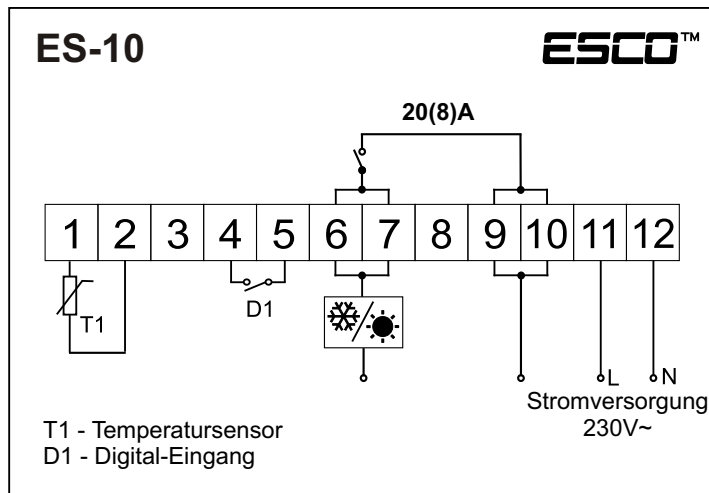 ES-10
ESCO™
20(8)A
1 2 3 4 5 6 7 8 9 10 11 12
T1
D1
L
N
Stromversorgung
230V~
T1 - Temperatursensor
D1 - Digital-Eingang